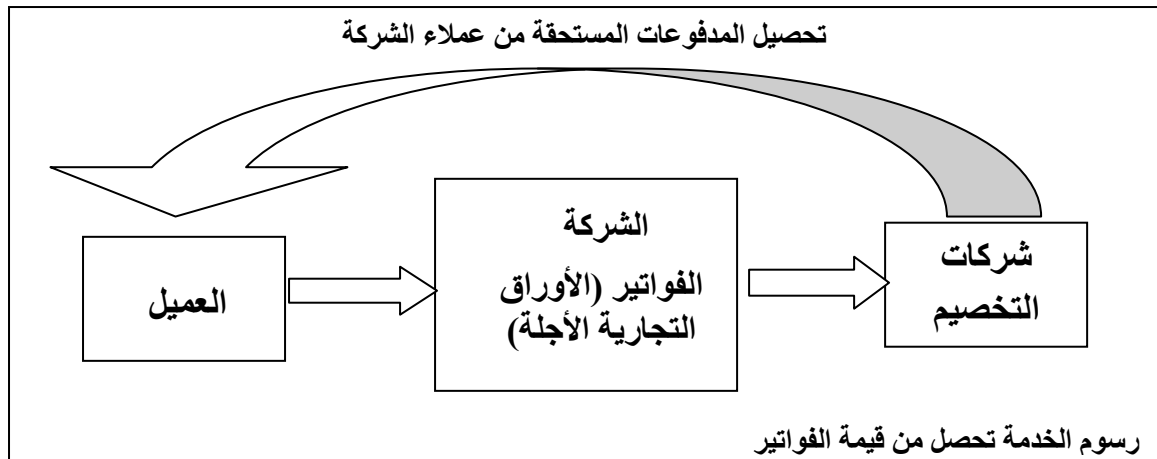 تحصيل المدفوعات المستحقة من عملاء الشركة
الشركة
الفواتير (الأوراق
التجارية الأجلة)
شركات
التخصيم
العميل
رسوم الخدمة تحصل من قيمة الفواتير